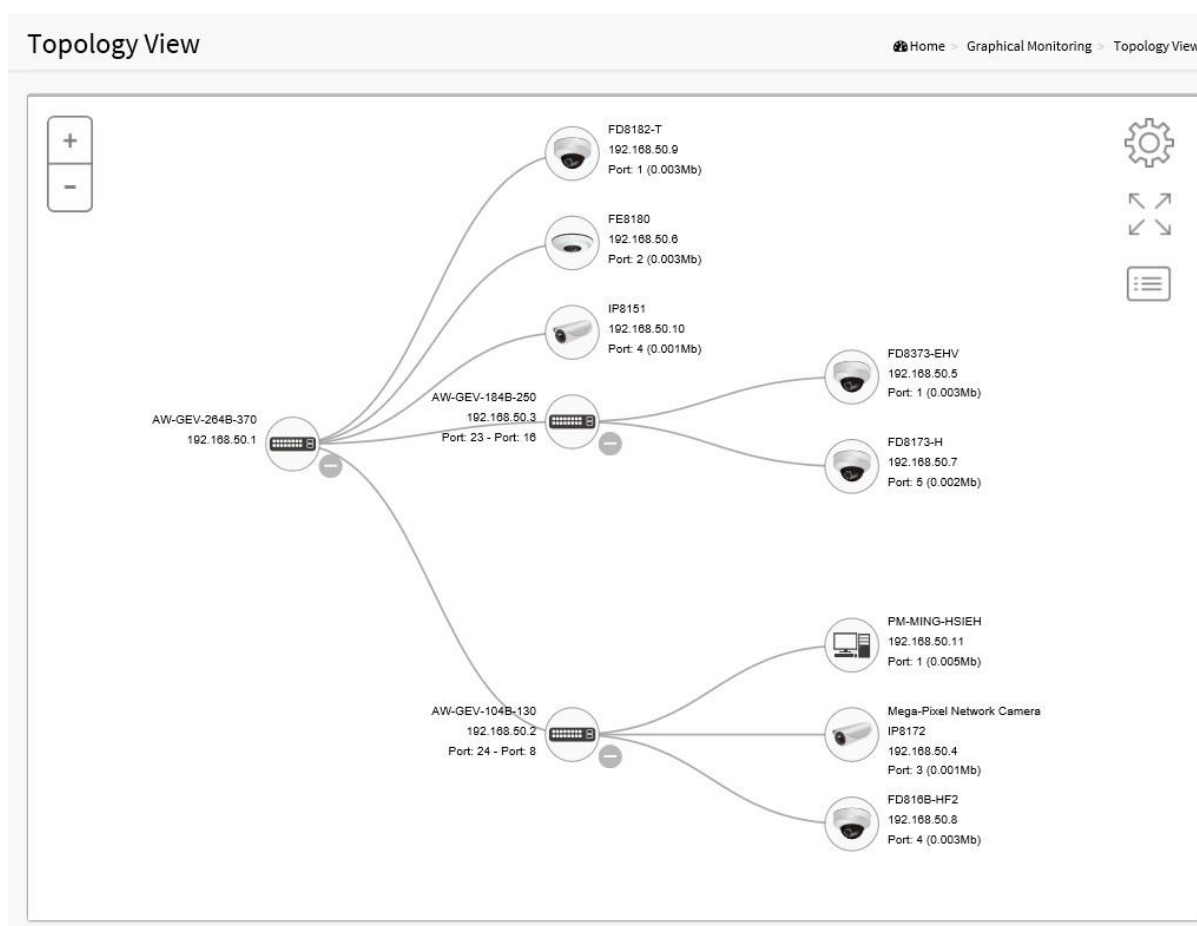 Topology View
Home > Graphical Monitoring > Topology View
+
−
FD8182-T
192.168.50.9
Port: 1 (0.003Mb)
FE8180
192.168.50.6
Port: 2 (0.003Mb)
IP8151
192.168.50.10
Port: 4 (0.001Mb)
AW-GEV-264B-370
192.168.50.1
AW-GEV-184B-250
192.168.50.3
Port: 23 - Port: 16
FD8373-EHV
192.168.50.5
Port: 1 (0.003Mb)
FD8173-H
192.168.50.7
Port: 5 (0.002Mb)
AW-GEV-104B-130
192.168.50.2
Port: 24 - Port: 8
PM-MING-HSIEH
192.168.50.11
Port: 1 (0.005Mb)
Mega-Pixel Network Camera
IP8172
192.168.50.4
Port: 3 (0.001Mb)
FD816B-HF2
192.168.50.8
Port: 4 (0.003Mb)